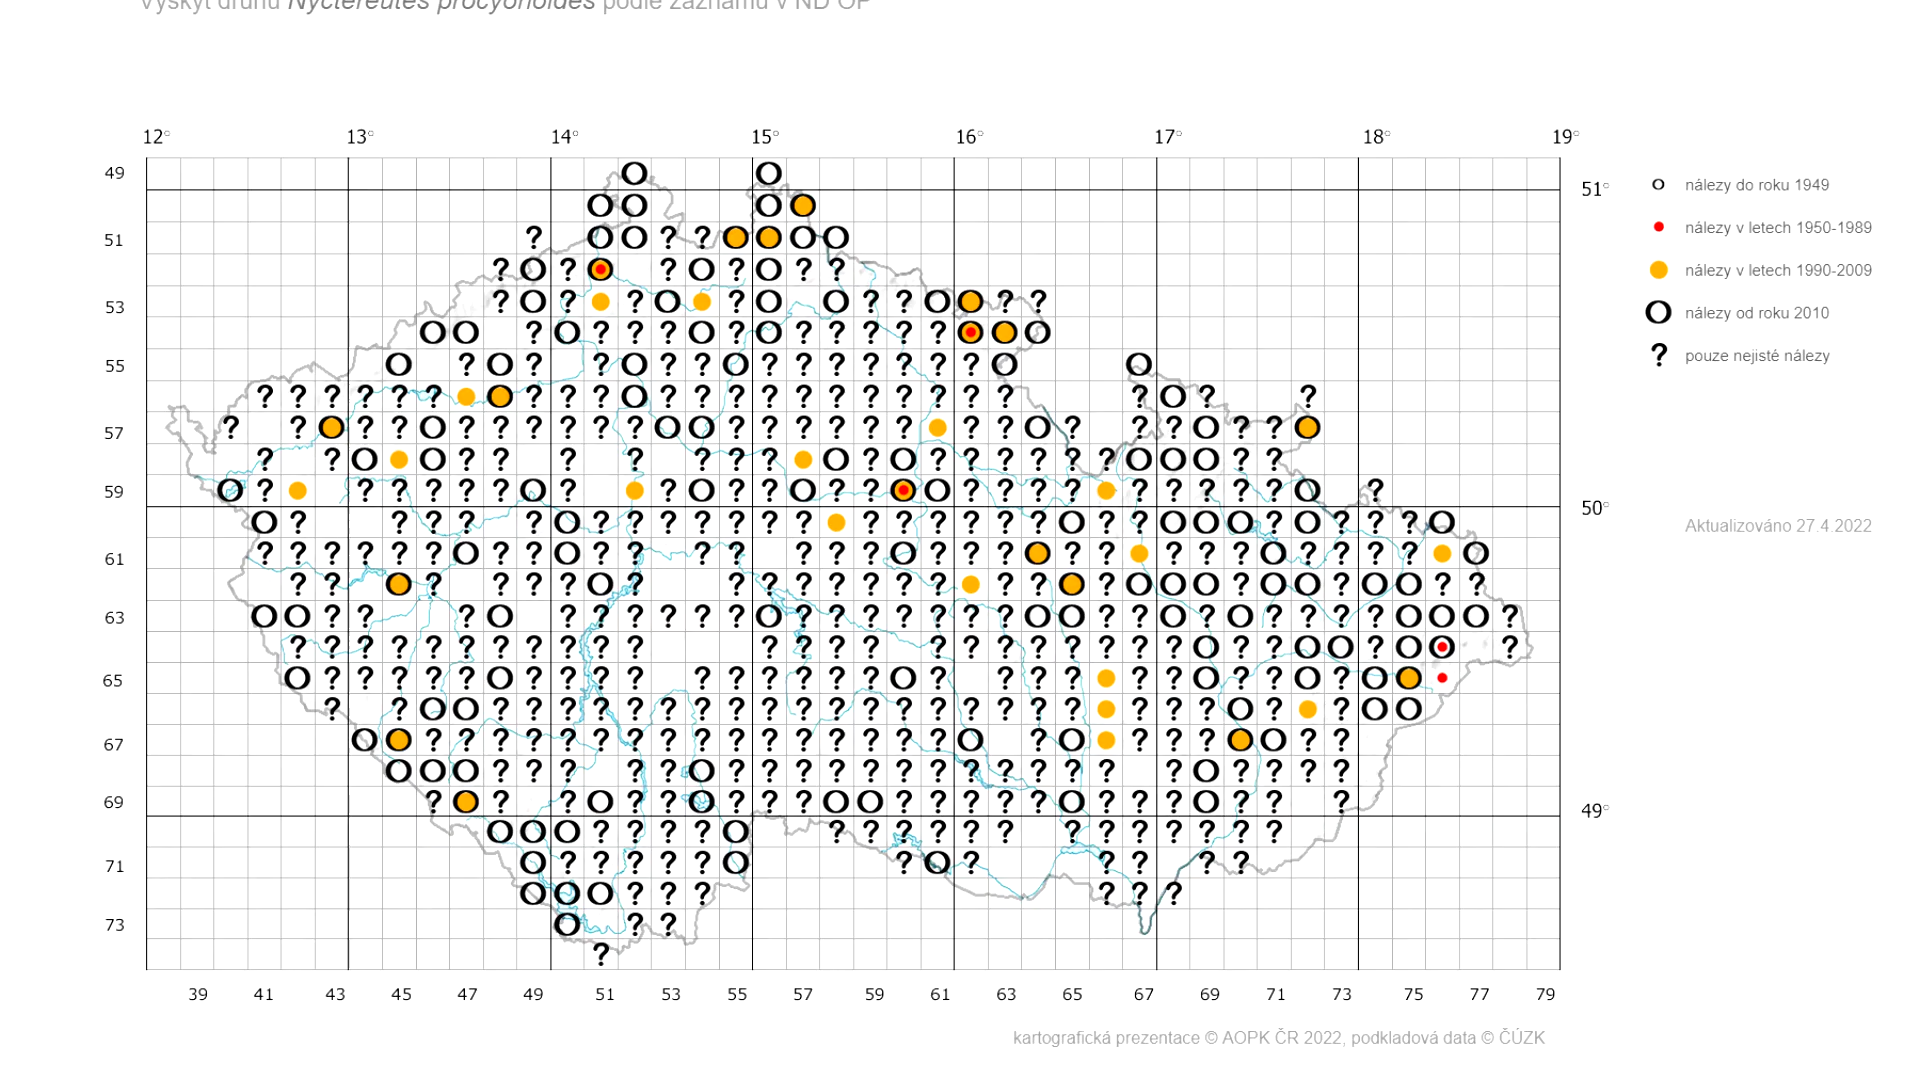 Výskyt druhu Nyctereutes procyonoides podle záznamů v ND OP
12° 13° 14° 15° 16° 17° 18° 19°
49
51°
51
53
55
57
59
50°
61
63
65
67
69
49°
71
73
39 41 43 45 47 49 51 53 55 57 59 61 63 65 67 69 71 73 75 77 79
nálezy do roku 1949
nálezy v letech 1950-1989
nálezy v letech 1990-2009
nálezy od roku 2010
? pouze nejisté nálezy
Aktualizováno 27.4 2022
kartografická prezentace © AOPK ČR 2022, podkladová data © ČÚZK